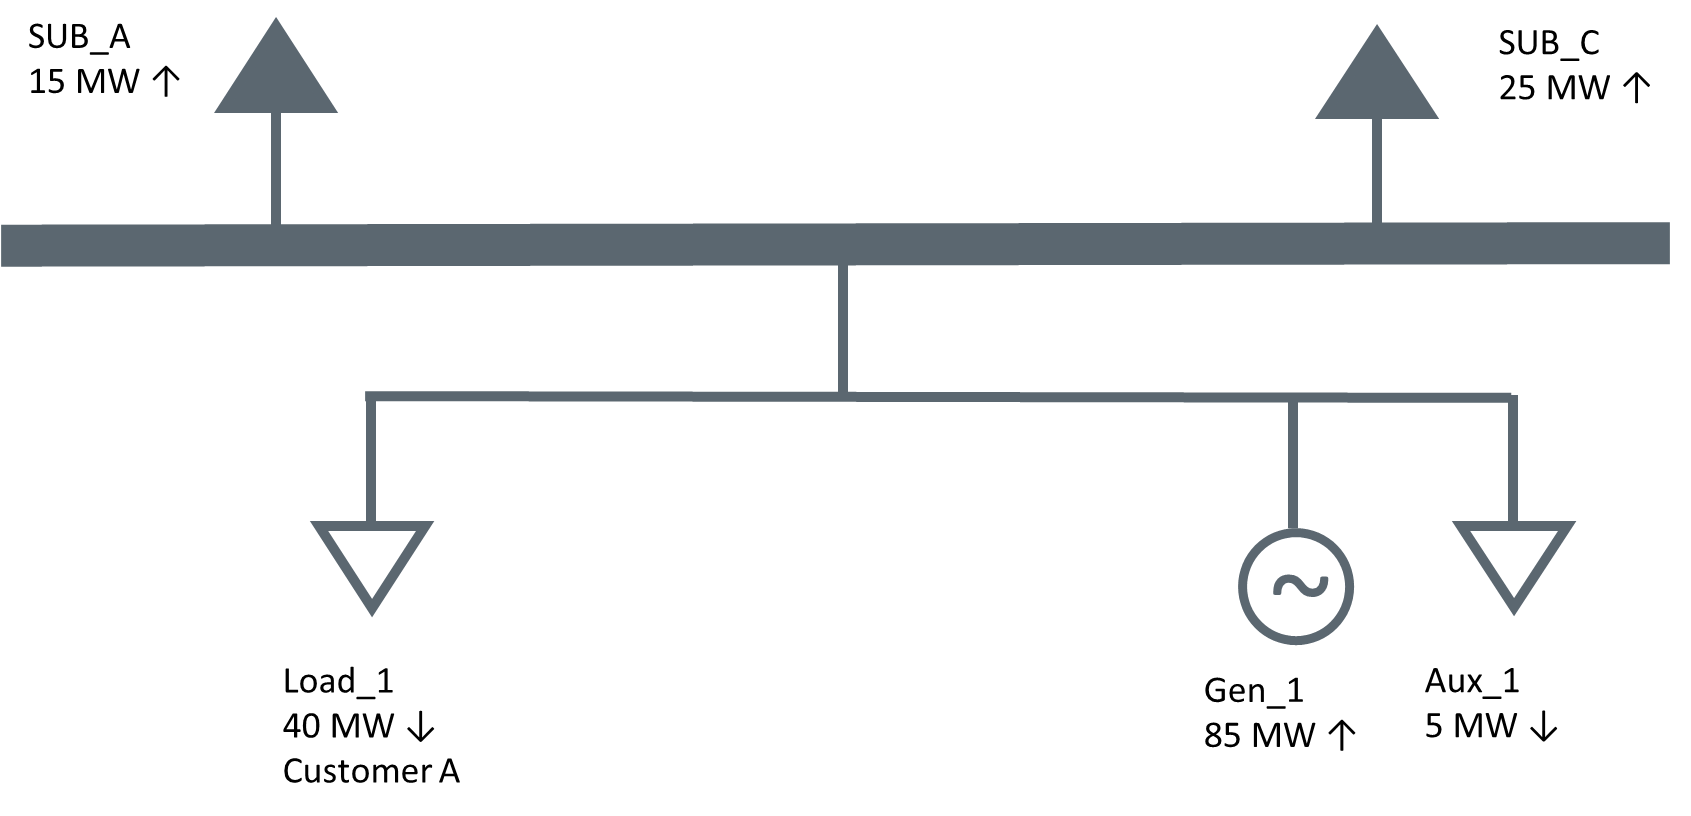 SUB_A
15 MW ↑
SUB_C
25 MW ↑
~
Load_1
40 MW ↓
Customer A
Gen_1
85 MW ↑
Aux_1
5 MW ↓